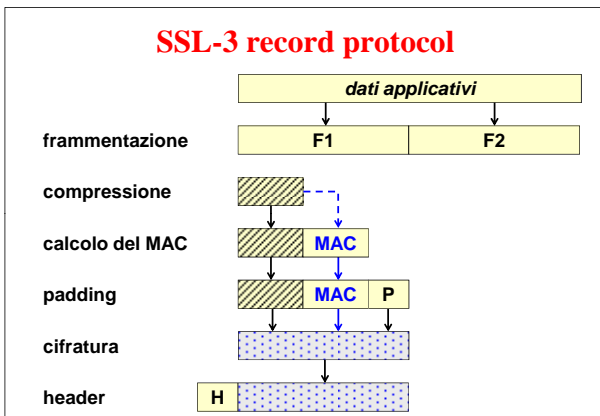 SSL-3 record protocol
dati applicativi
frammentazione F1 F2
compressione
calcolo del MAC MAC
padding MAC P
cifratura
header H